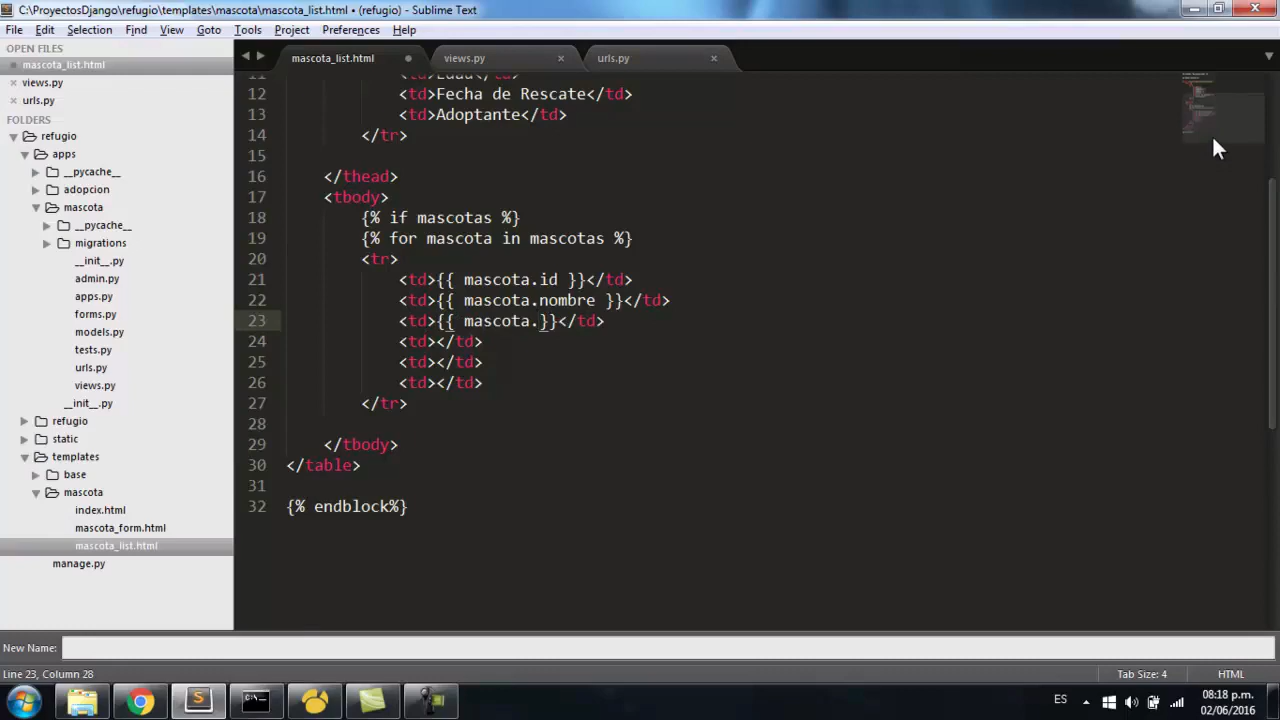 C:\ProyectosDjango\refugio\templates\mascota\mascota_list.html • (refugio) - Sublime Text
File Edit Selection Find View Goto Tools Project Preferences Help
OPEN FILES
mascota_list.html
views.py
urls.py
FOLDERS
refugio
apps
__pycache__
adopcion
mascota
__pycache__
migrations
__init__.py
admin.py
apps.py
forms.py
models.py
tests.py
urls.py
views.py
__init__.py
refugio
static
templates
base
mascota
index.html
mascota_form.html
mascota_list.html
manage.py
mascota_list.html views.py urls.py
11 <td>Edad</td>
12 <td>Fecha de Rescate</td>
13 <td>Adoptante</td>
14 </tr>
15
16 </thead>
17 <tbody>
18 {% if mascotas %}
19 {% for mascota in mascotas %}
20 <tr>
21 <td>{{ mascota.id }}</td>
22 <td>{{ mascota.nombre }}</td>
23 <td>{{ mascota.}}</td>
24 <td></td>
25 <td></td>
26 <td></td>
27 </tr>
28
29 </tbody>
30 </table>
31
32 {% endblock%}
New Name:
Line 23, Column 28 Tab Size: 4 HTML
ES 08:18 p.m.
02/06/2016